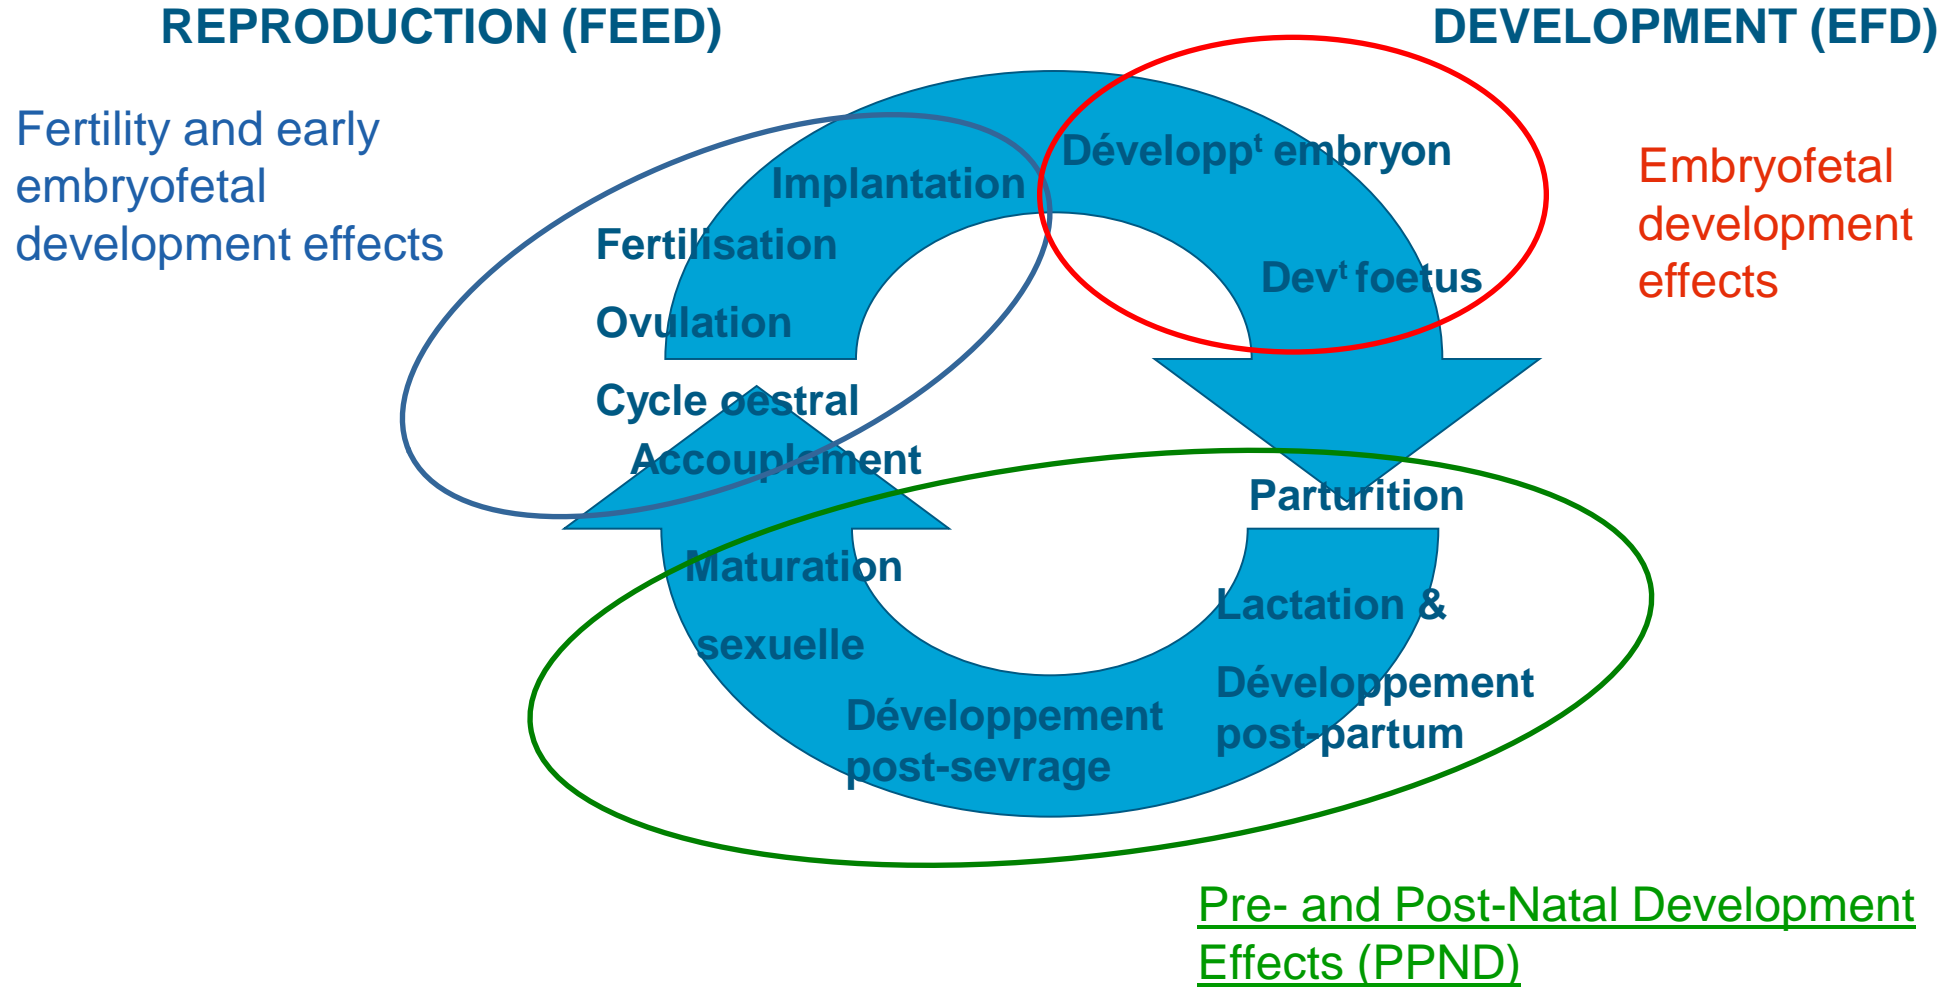 REPRODUCTION (FEED)
DEVELOPMENT (EFD)
Fertility and early
embryofetal
development effects
Embryofetal
development
effects
Développᵗ embryon
Implantation
Fertilisation
Devᵗ foetus
Ovulation
Cycle oestral
Accouplement
Parturition
Maturation
sexuelle
Lactation &
Développement
post-partum
Développement
post-sevrage
Pre- and Post-Natal Development
Effects (PPND)